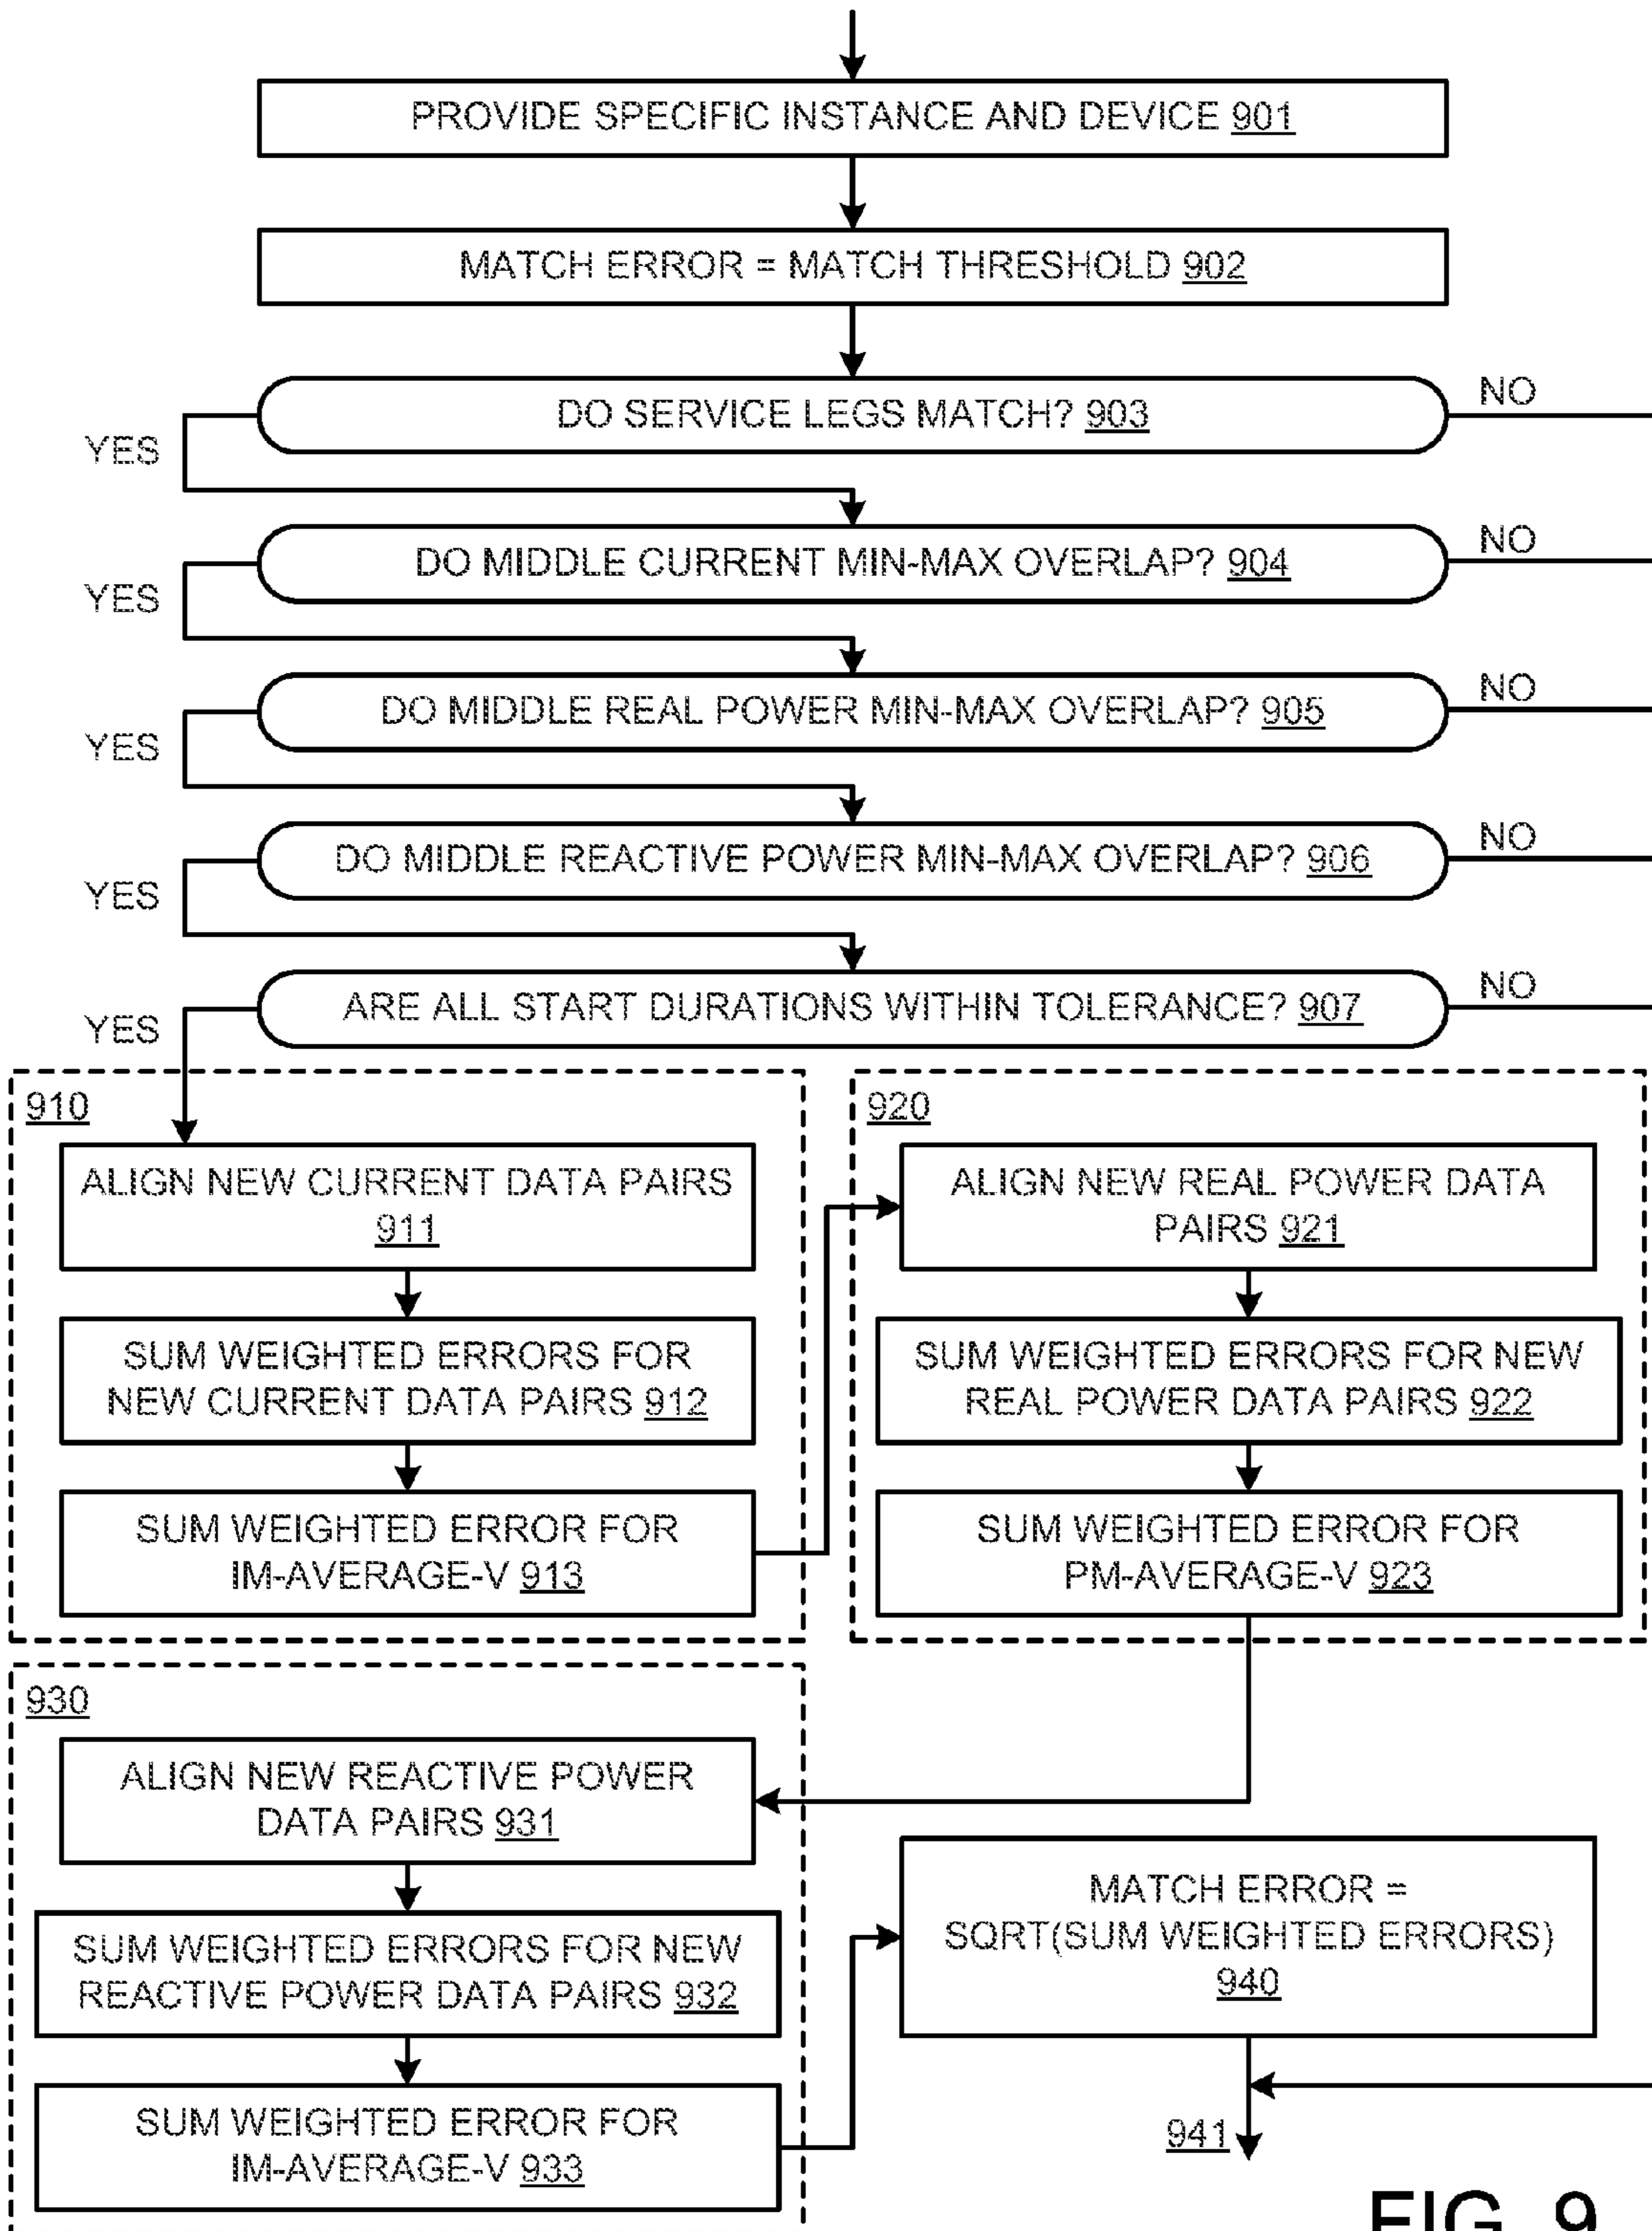 PROVIDE SPECIFIC INSTANCE AND DEVICE 901
MATCH ERROR = MATCH THRESHOLD 902
DO SERVICE LEGS MATCH? 903
NO
YES
DO MIDDLE CURRENT MIN-MAX OVERLAP? 904
NO
YES
DO MIDDLE REAL POWER MIN-MAX OVERLAP? 905
NO
YES
DO MIDDLE REACTIVE POWER MIN-MAX OVERLAP? 906
NO
YES
ARE ALL START DURATIONS WITHIN TOLERANCE? 907
NO
YES
910
ALIGN NEW CURRENT DATA PAIRS
911
SUM WEIGHTED ERRORS FOR
NEW CURRENT DATA PAIRS 912
SUM WEIGHTED ERROR FOR
IM-AVERAGE-V 913
920
ALIGN NEW REAL POWER DATA
PAIRS 921
SUM WEIGHTED ERRORS FOR NEW
REAL POWER DATA PAIRS 922
SUM WEIGHTED ERROR FOR
PM-AVERAGE-V 923
930
ALIGN NEW REACTIVE POWER
DATA PAIRS 931
SUM WEIGHTED ERRORS FOR NEW
REACTIVE POWER DATA PAIRS 932
SUM WEIGHTED ERROR FOR
IM-AVERAGE-V 933
MATCH ERROR =
SQRT(SUM WEIGHTED ERRORS)
940
941
FIG. 9